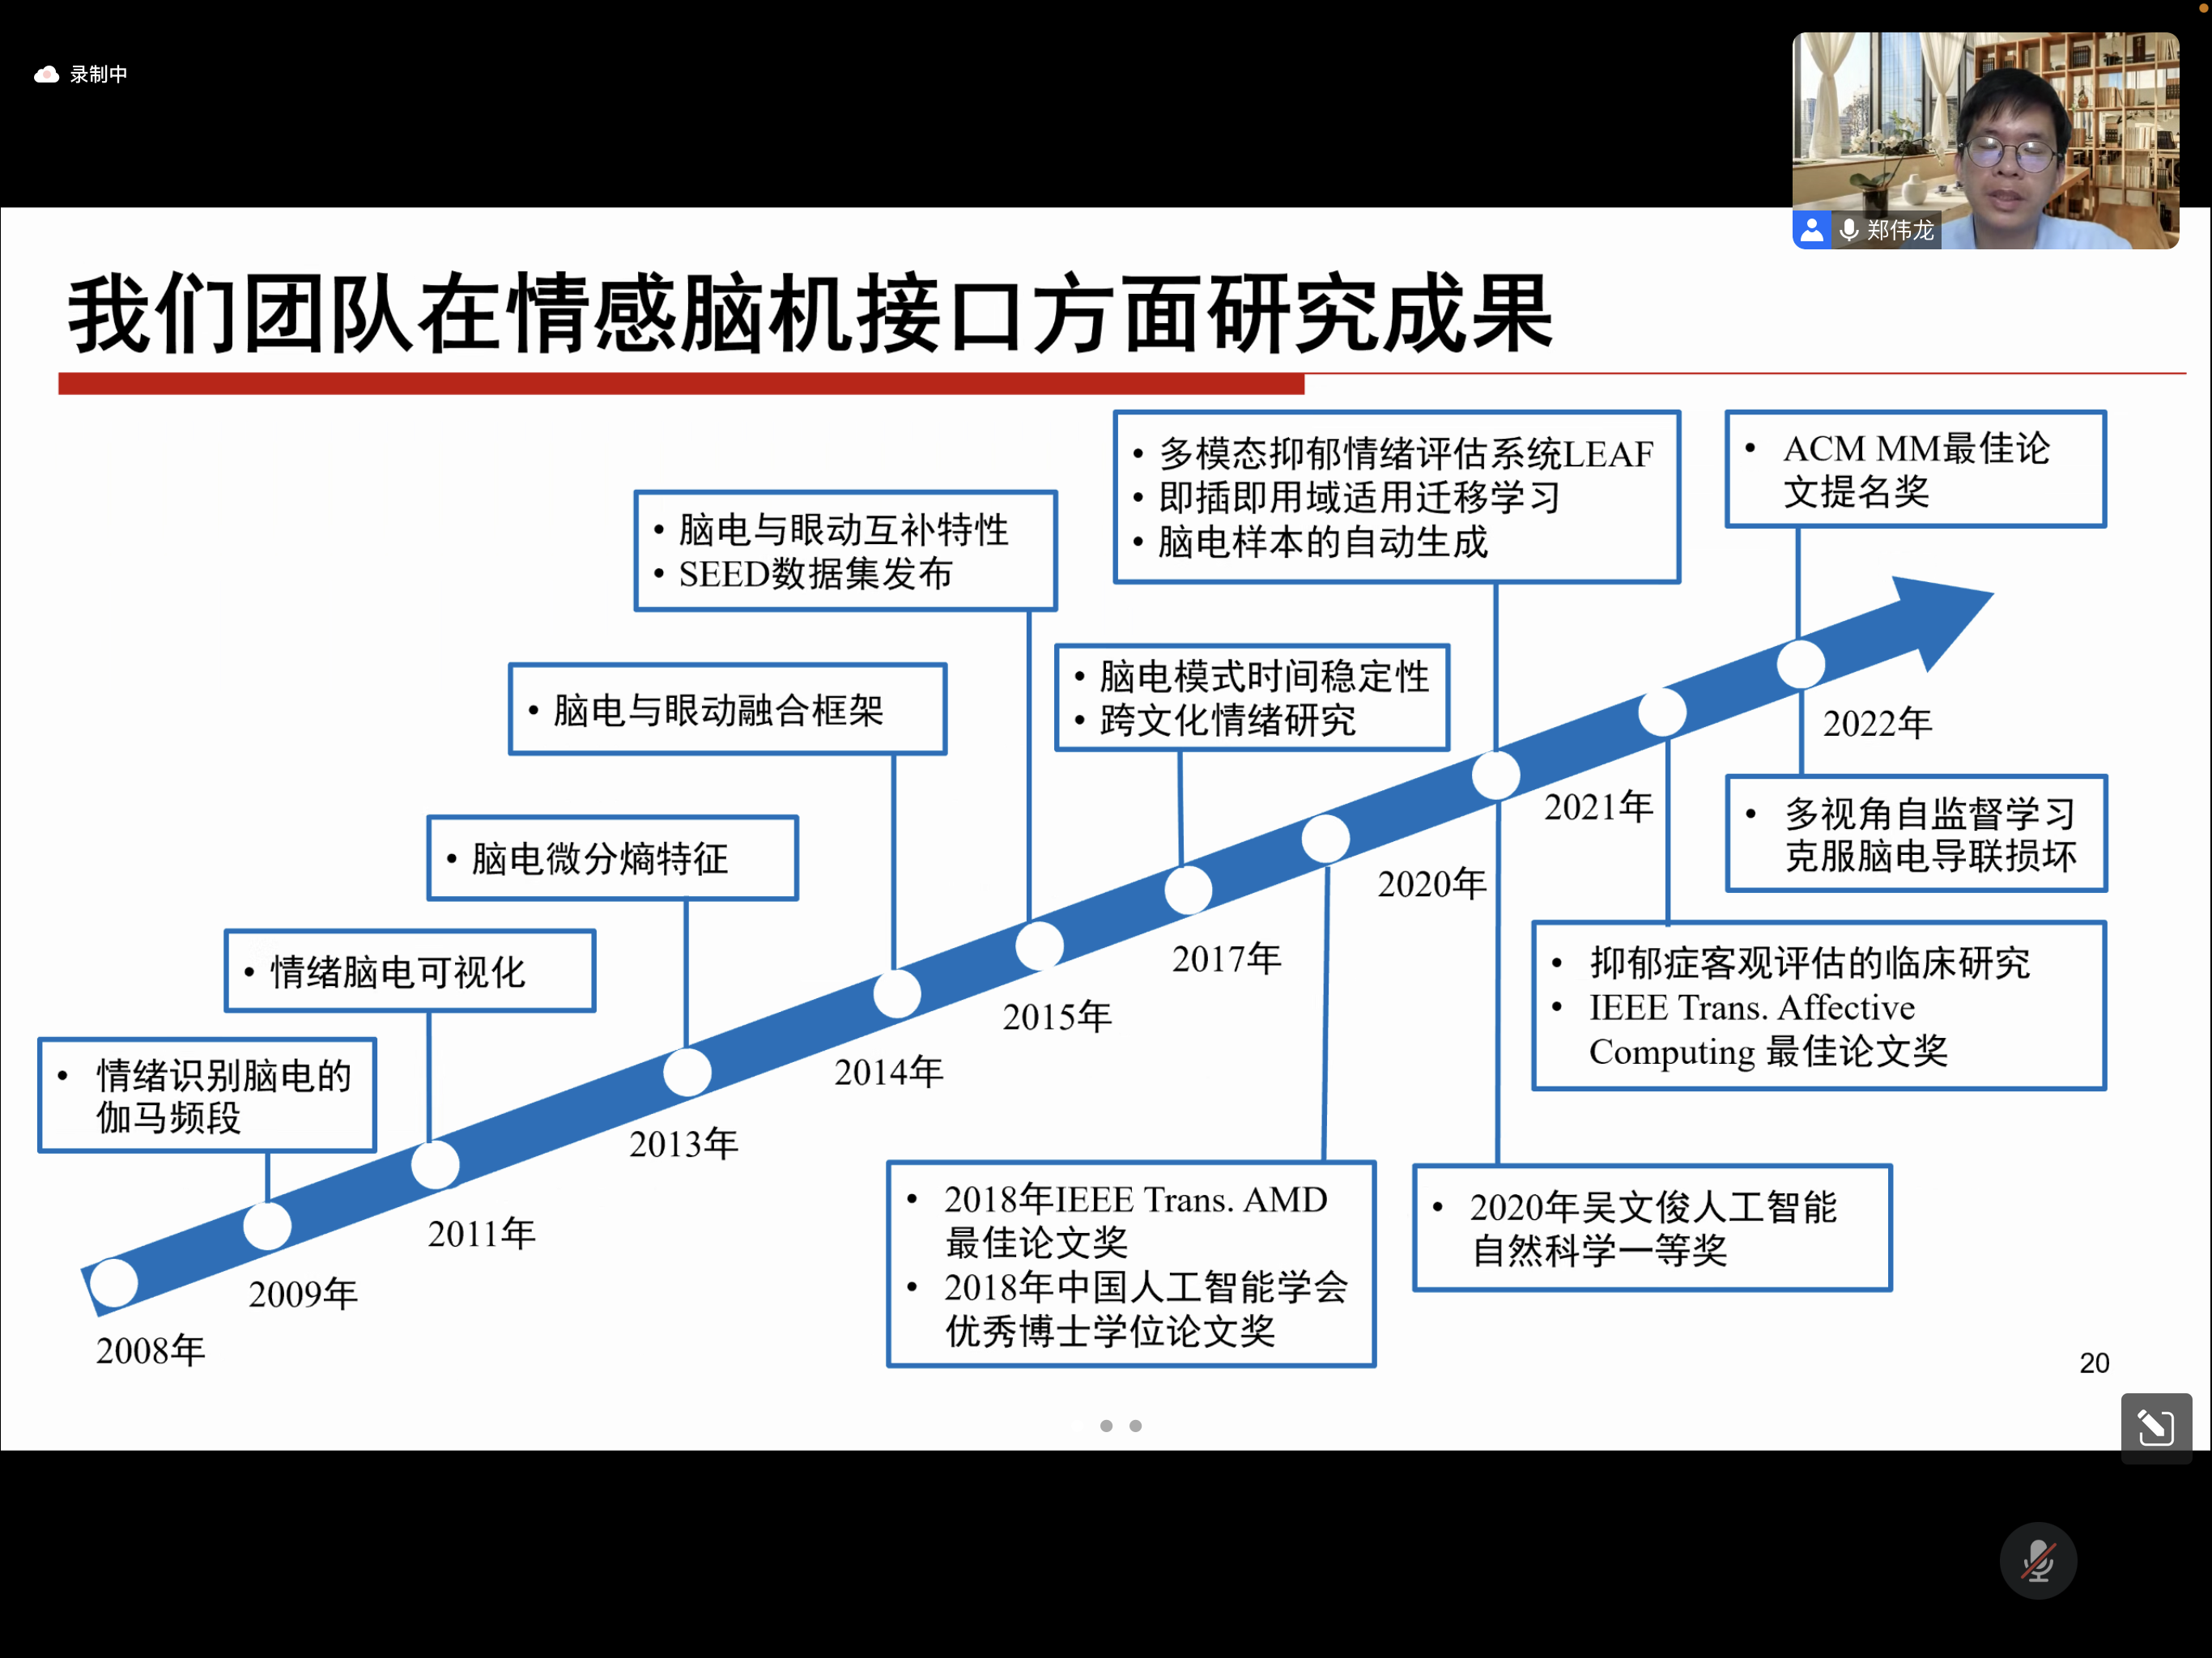 录制中
郑伟龙
我们团队在情感脑机接口方面研究成果
• 多模态抑郁情绪评估系统LEAF
• 即插即用域适用迁移学习
• 脑电样本的自动生成
• ACM MM最佳论
文提名奖
• 脑电与眼动互补特性
• SEED数据集发布
• 脑电与眼动融合框架
• 脑电模式时间稳定性
• 跨文化情绪研究
• 脑电微分熵特征
• 情绪脑电可视化
• 情绪识别脑电的
伽马频段
2008年
2009年
2011年
2013年
2014年
2015年
2017年
2020年
2021年
2022年
• 多视角自监督学习
克服脑电导联损坏
• 抑郁症客观评估的临床研究
• IEEE Trans. Affective
Computing 最佳论文奖
• 2018年IEEE Trans. AMD
最佳论文奖
• 2018年中国人工智能学会
优秀博士学位论文奖
• 2020年吴文俊人工智能
自然科学一等奖
20